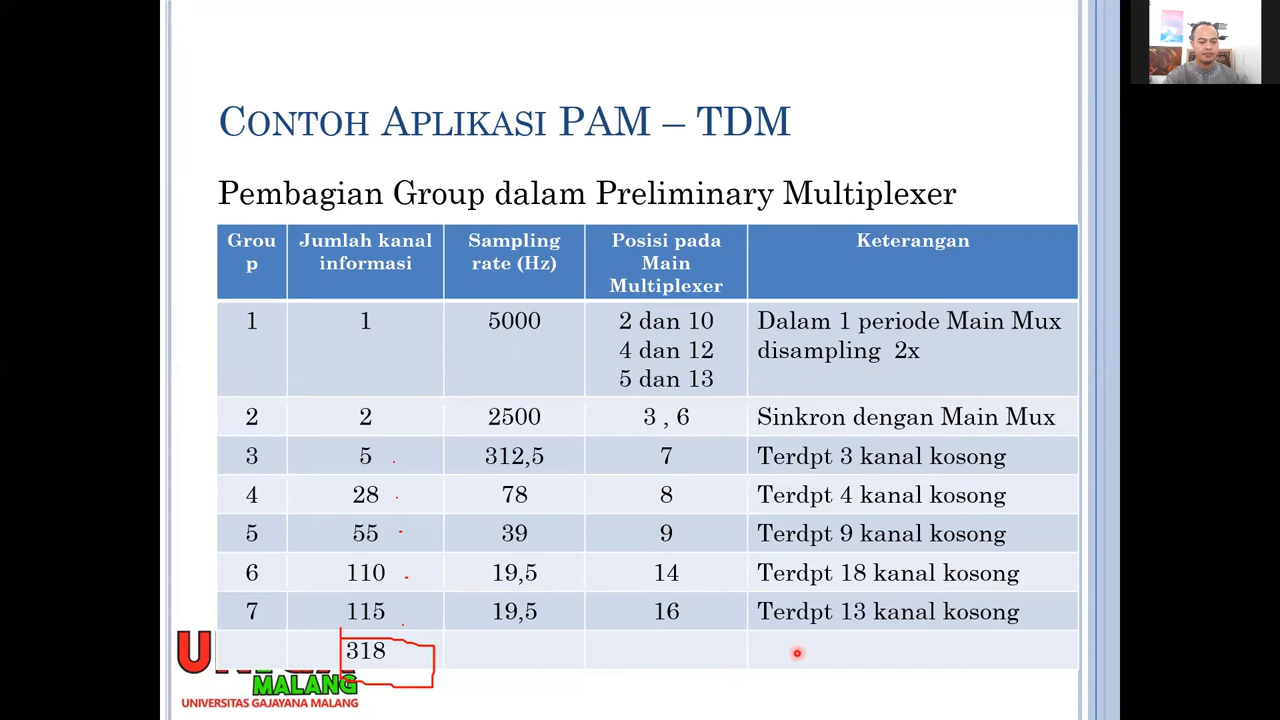 CONTOH APLIKASI PAM – TDM
Pembagian Group dalam Preliminary Multiplexer
Grou
p
Jumlah kanal
informasi
Sampling
rate (Hz)
Posisi pada
Main
Multiplexer
Keterangan
1
1
5000
2 dan 10
4 dan 12
5 dan 13
Dalam 1 periode Main Mux
disampling 2x
2
2
2500
3 , 6
Sinkron dengan Main Mux
3
5
312,5
7
Terdpt 3 kanal kosong
4
28
78
8
Terdpt 4 kanal kosong
5
55
39
9
Terdpt 9 kanal kosong
6
110
19,5
14
Terdpt 18 kanal kosong
7
115
19,5
16
Terdpt 13 kanal kosong
318
MALANG
UNIVERSITAS GAJAYANA MALANG